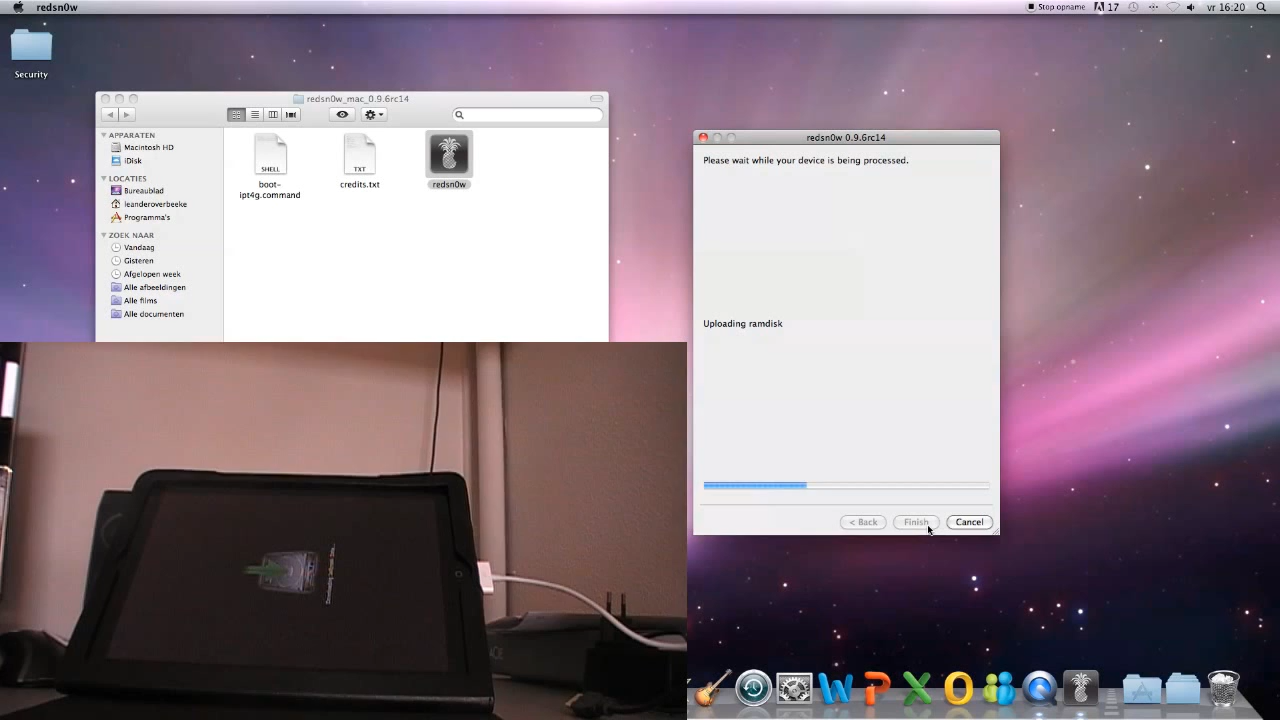 redsn0w
Stop opname
17
vr 16:20
Security
redsn0w_mac_0.9.6rc14
APPARATEN
Macintosh HD
iDisk
LOCATIES
Bureaublad
leanderoverbeeke
Programma's
ZOEK NAAR
Vandaag
Gisteren
Afgelopen week
Alle afbeeldingen
Alle films
Alle documenten
SHELL
boot-
ipt4g.command
TXT
credits.txt
redsn0w
redsn0w 0.9.6rc14
Please wait while your device is being processed.
Uploading ramdisk
< Back
Finish
Cancel